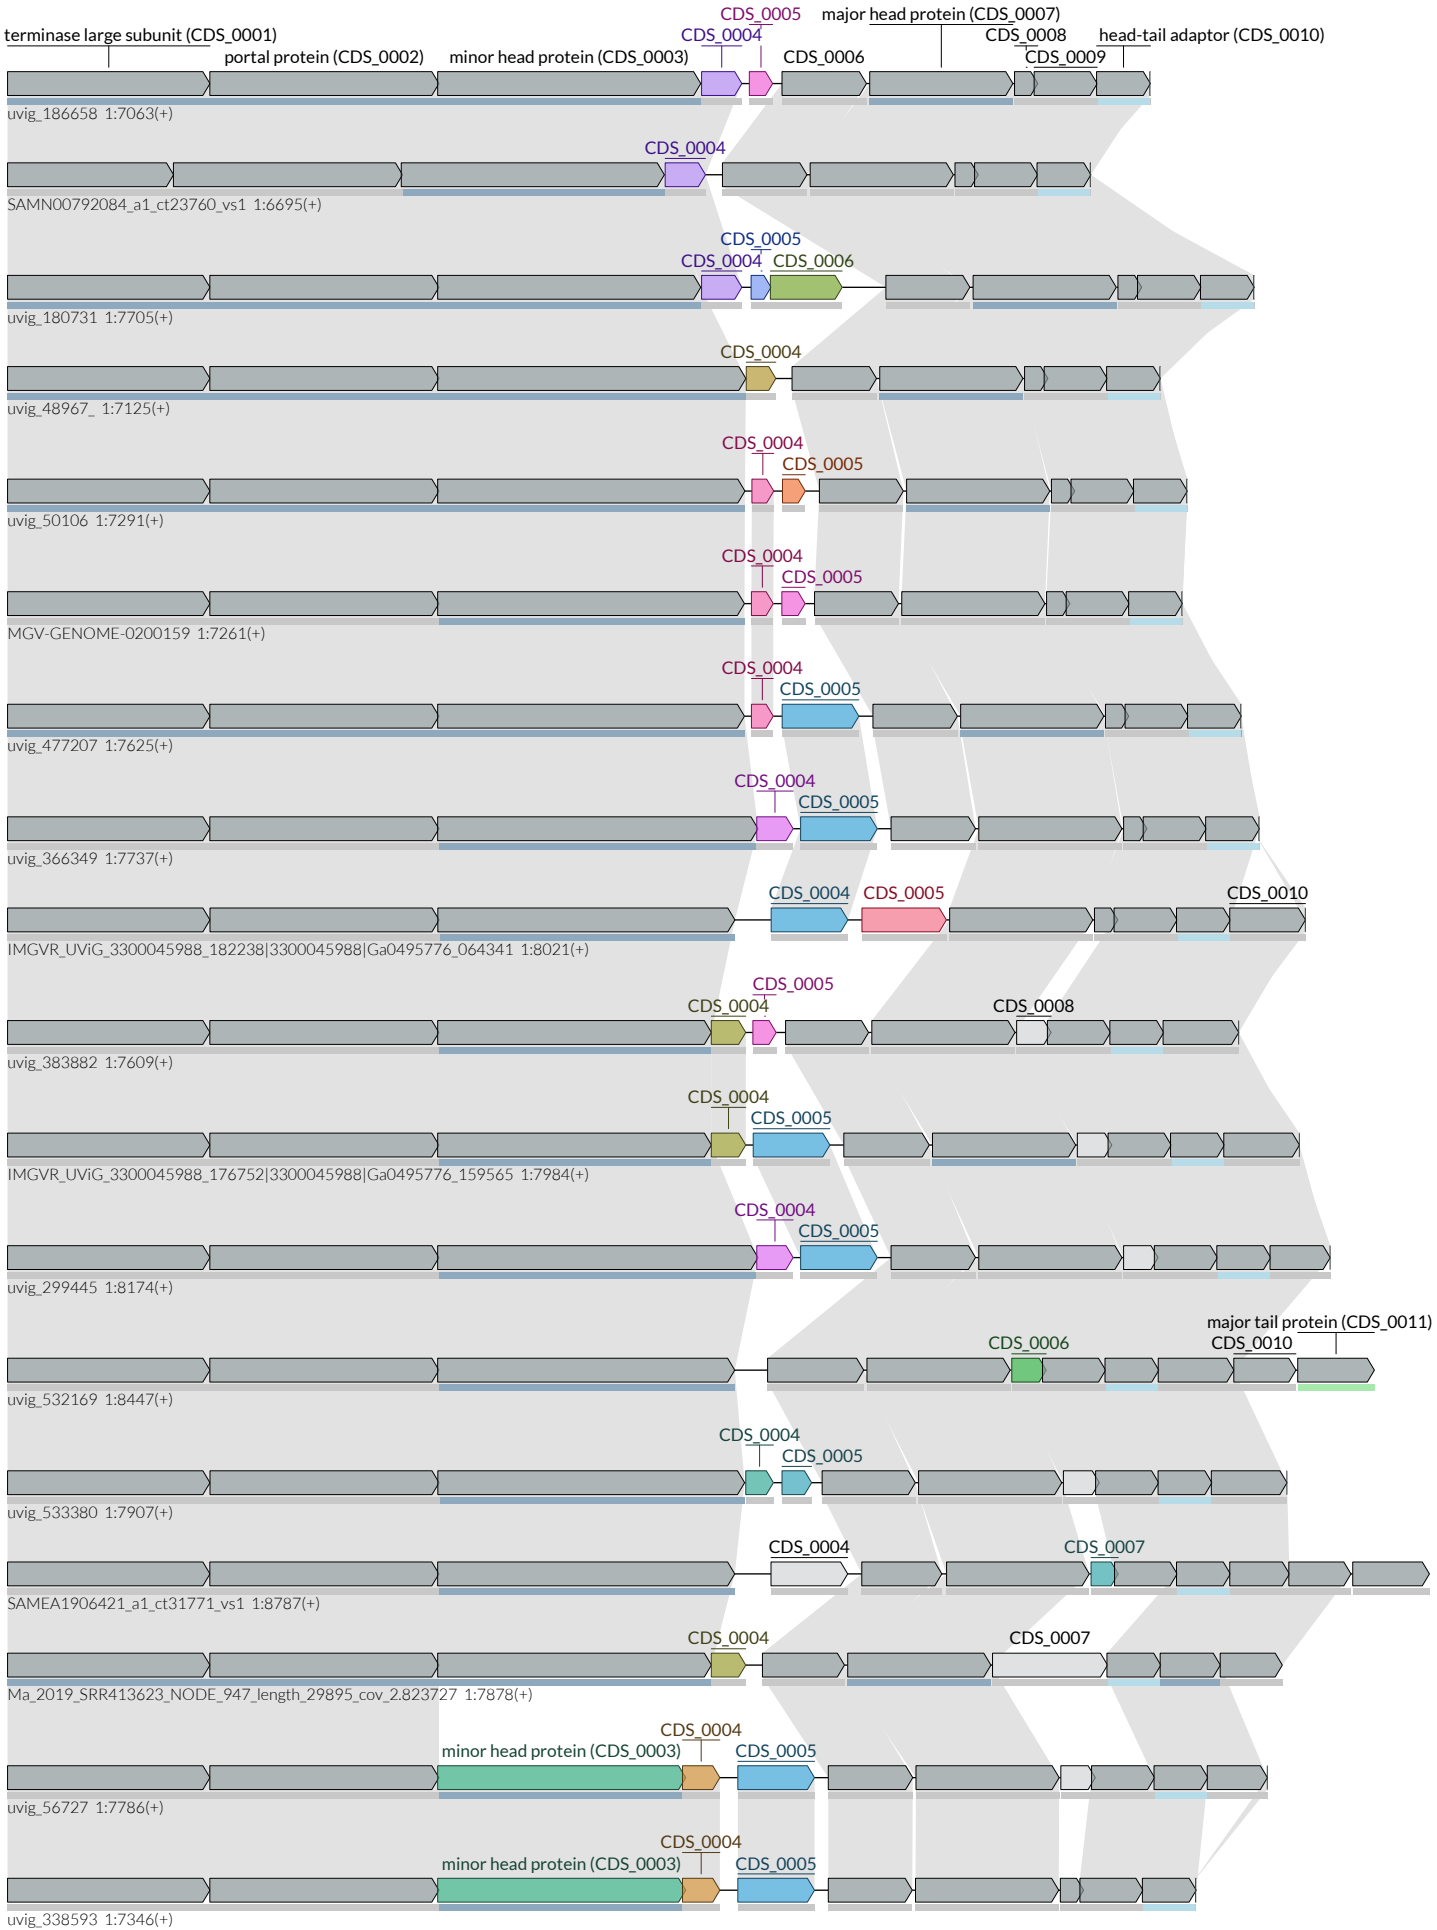 CDS_0005
major head protein (CDS_0007)
terminase large subunit (CDS_0001)
CDS_0004
CDS_0008
head-tail adaptor (CDS_0010)
portal protein (CDS_0002)
minor head protein (CDS_0003)
CDS_0006
CDS_0009
uvig_186658 1:7063(+)
CDS_0004
SAMN00792084_a1_ct23760_vs1 1:6695(+)
CDS_0005
CDS_0004
CDS_0006
uvig_180731 1:7705(+)
CDS_0004
uvig_48967_ 1:7125(+)
CDS_0004
CDS_0005
uvig_50106 1:7291(+)
CDS_0004
CDS_0005
MGV-GENOME-0200159 1:7261(+)
CDS_0004
CDS_0005
uvig_477207 1:7625(+)
CDS_0004
CDS_0005
uvig_366349 1:7737(+)
CDS_0004
CDS_0005
CDS_0010
IMGVR_UViG_3300045988_182238|3300045988|Ga0495776_064341 1:8021(+)
CDS_0005
CDS_0004
CDS_0008
uvig_383882 1:7609(+)
CDS_0004
CDS_0005
IMGVR_UViG_3300045988_176752|3300045988|Ga0495776_159565 1:7984(+)
CDS_0004
CDS_0005
uvig_299445 1:8174(+)
major tail protein (CDS_0011)
CDS_0006
CDS_0010
uvig_532169 1:8447(+)
CDS_0004
CDS_0005
uvig_533380 1:7907(+)
CDS_0004
CDS_0007
SAMEA1906421_a1_ct31771_vs1 1:8787(+)
CDS_0004
CDS_0007
Ma_2019_SRR413623_NODE_947_length_29895_cov_2.823727 1:7878(+)
CDS_0004
minor head protein (CDS_0003)
CDS_0005
uvig_56727 1:7786(+)
CDS_0004
minor head protein (CDS_0003)
CDS_0005
uvig_338593 1:7346(+)